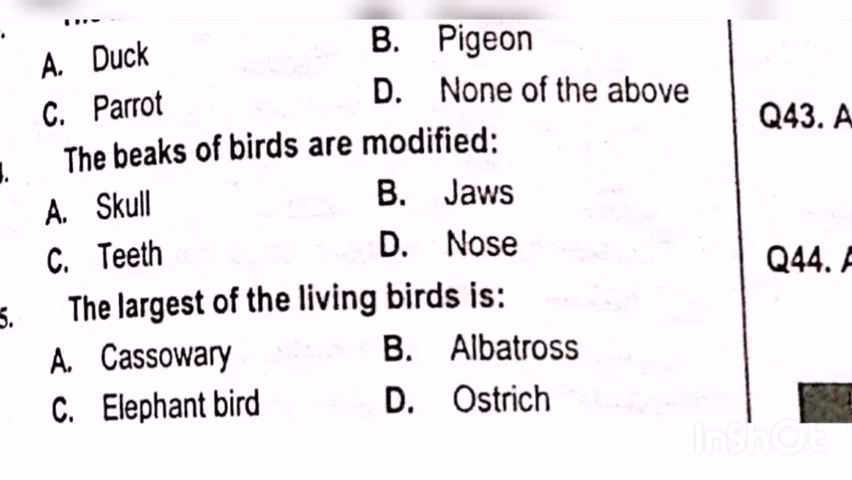 A. Duck B. Pigeon
C. Parrot D. None of the above
The beaks of birds are modified:
A. Skull B. Jaws
C. Teeth D. Nose
5. The largest of the living birds is:
A. Cassowary B. Albatross
C. Elephant bird D. Ostrich
Q43. A
Q44. A
InShOt